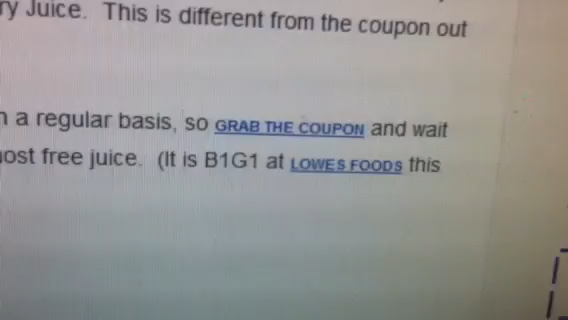 ry Juice. This is different from the coupon out
n a regular basis, so GRAB THE COUPON and wait
ost free juice. (It is B1G1 at LOWES FOODS this